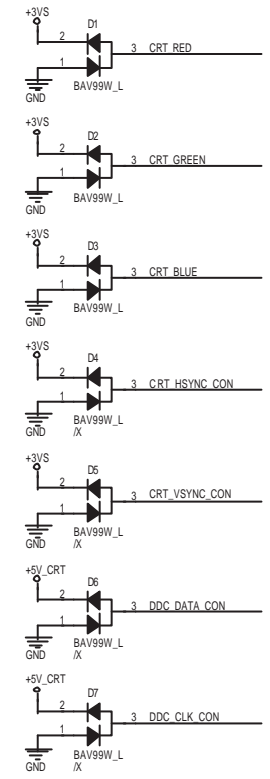 +3VS
D1
2
3 CRT_RED
1
BAV99W_L
GND
+3VS
D2
2
3 CRT_GREEN
1
BAV99W_L
GND
+3VS
D3
2
3 CRT_BLUE
1
BAV99W_L
GND
+3VS
D4
2
3 CRT_HSYNC_CON
1
BAV99W_L
GND /X
+3VS
D5
2
3 CRT_VSYNC_CON
1
BAV99W_L
GND /X
+5V_CRT
D6
2
3 DDC_DATA_CON
1
BAV99W_L
GND /X
+5V_CRT
D7
2
3 DDC_CLK_CON
1
BAV99W_L
GND /X